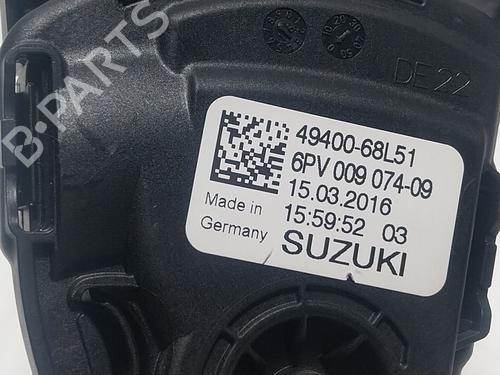 B-PARTS
DE22
49400-68L51
6PV 009 074-09
15.03.2016
Made in
Germany
15:59:52 03
SUZUKI